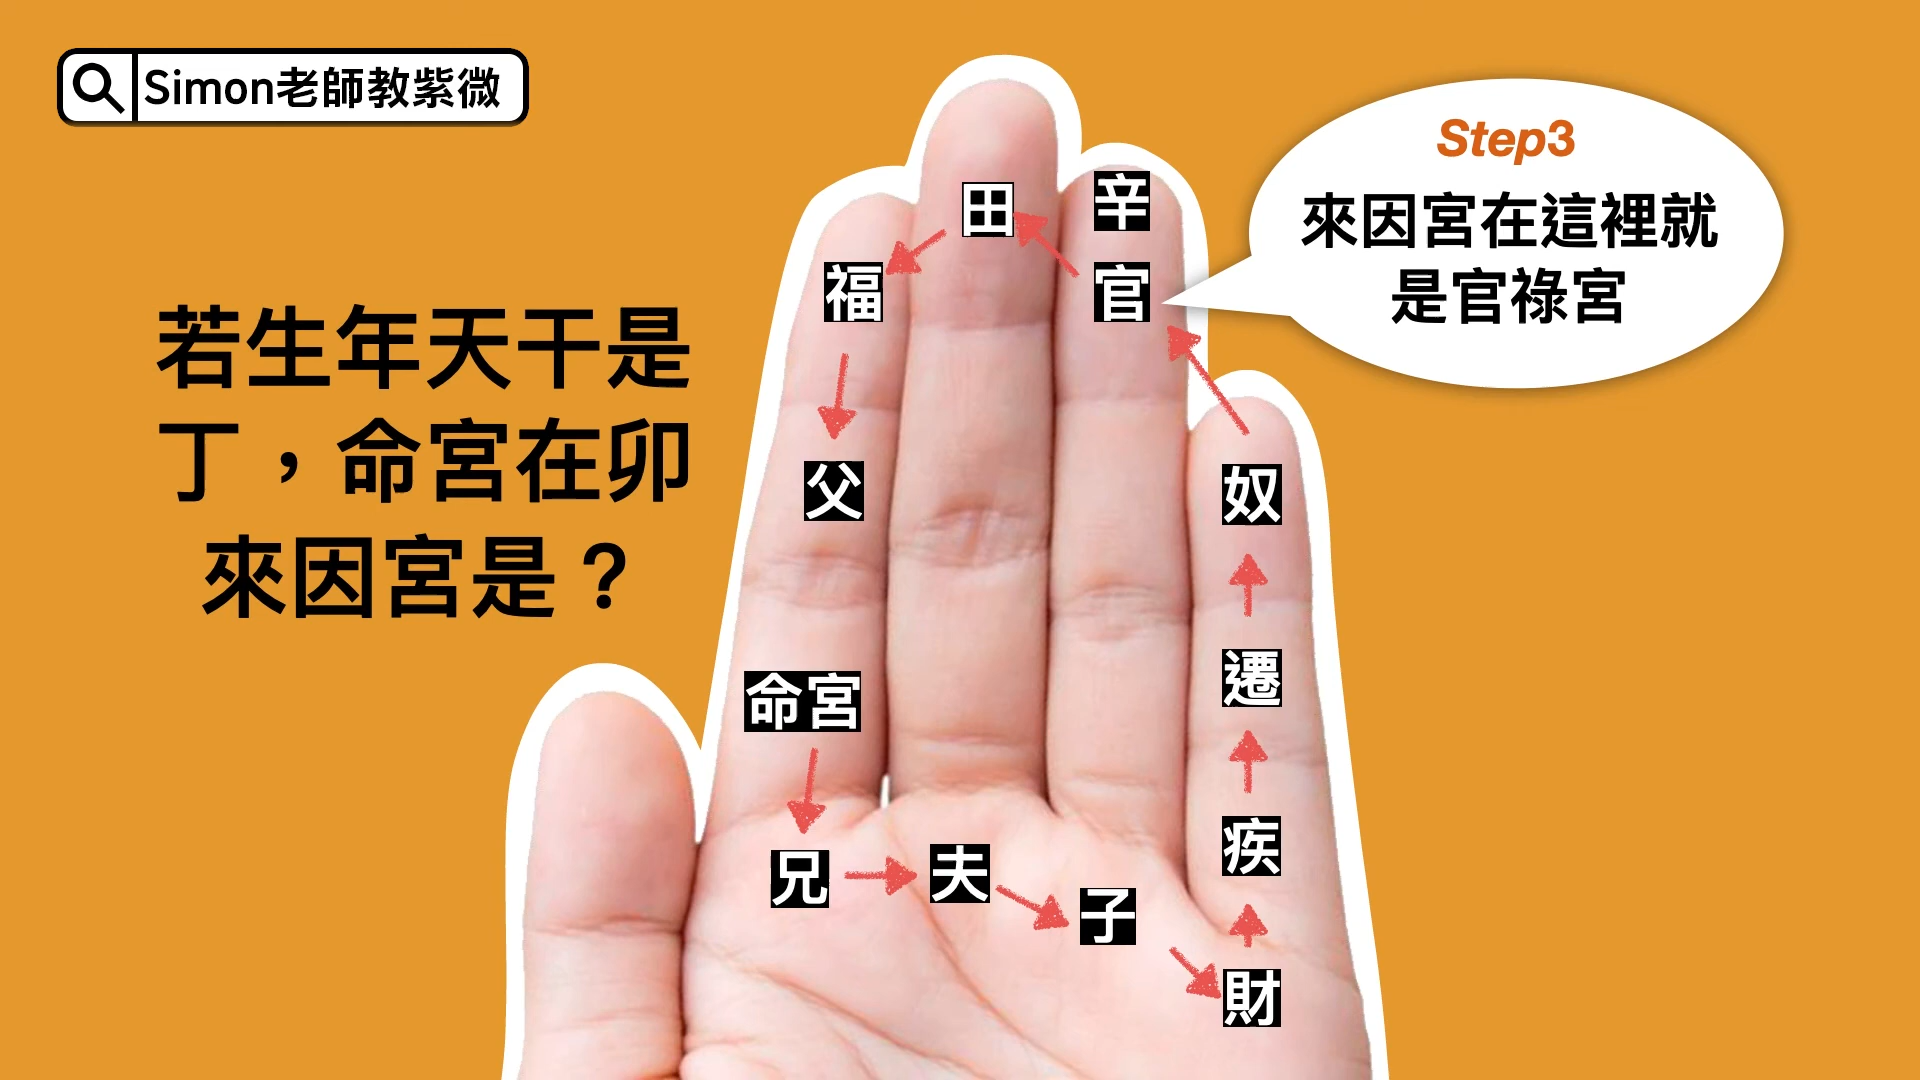 Simon老師教紫微
Step3
來因宮在這裡就
是官祿宮
若生年天干是
丁，命宮在卯
來因宮是？
田
辛
福
官
父
奴
命宮
遷
兄
夫
疾
子
財